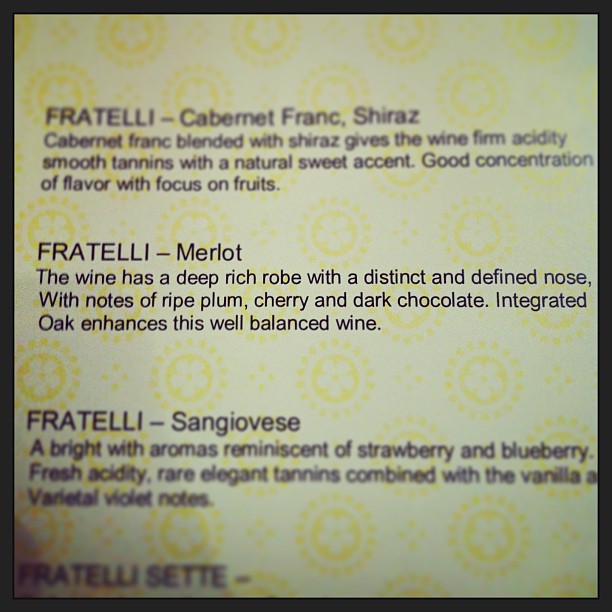 FRATELLI – Cabernet Franc, Shiraz
Cabernet franc blended with shiraz gives the wine firm acidity
smooth tannins with a natural sweet accent. Good concentration
of flavor with focus on fruits.
FRATELLI – Merlot
The wine has a deep rich robe with a distinct and defined nose,
With notes of ripe plum, cherry and dark chocolate. Integrated
Oak enhances this well balanced wine.
FRATELLI – Sangiovese
A bright with aromas reminiscent of strawberry and blueberry.
Fresh acidity, rare elegant tannins combined with the vanilla a
Varietal violet notes.
FRATELLI SETTE –